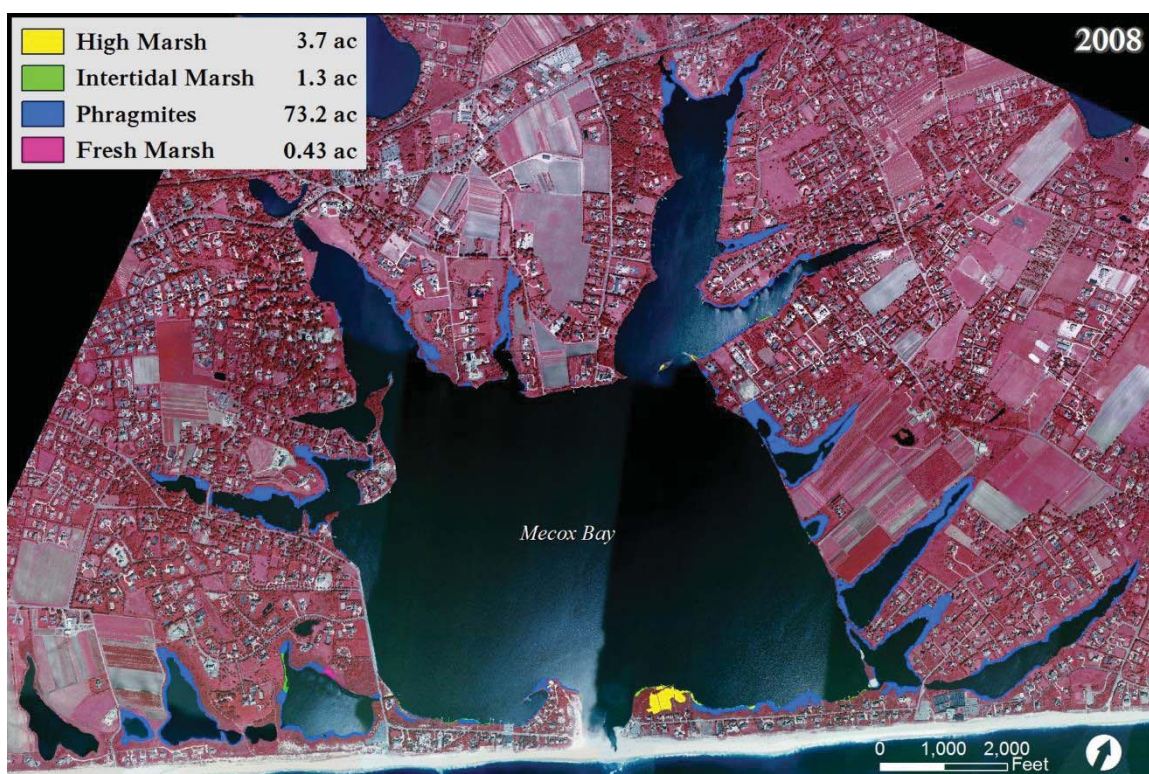 High Marsh 3.7 ac
Intertidal Marsh 1.3 ac
Phragmites 73.2 ac
Fresh Marsh 0.43 ac
2008
Mecox Bay
0 1,000 2,000
Feet